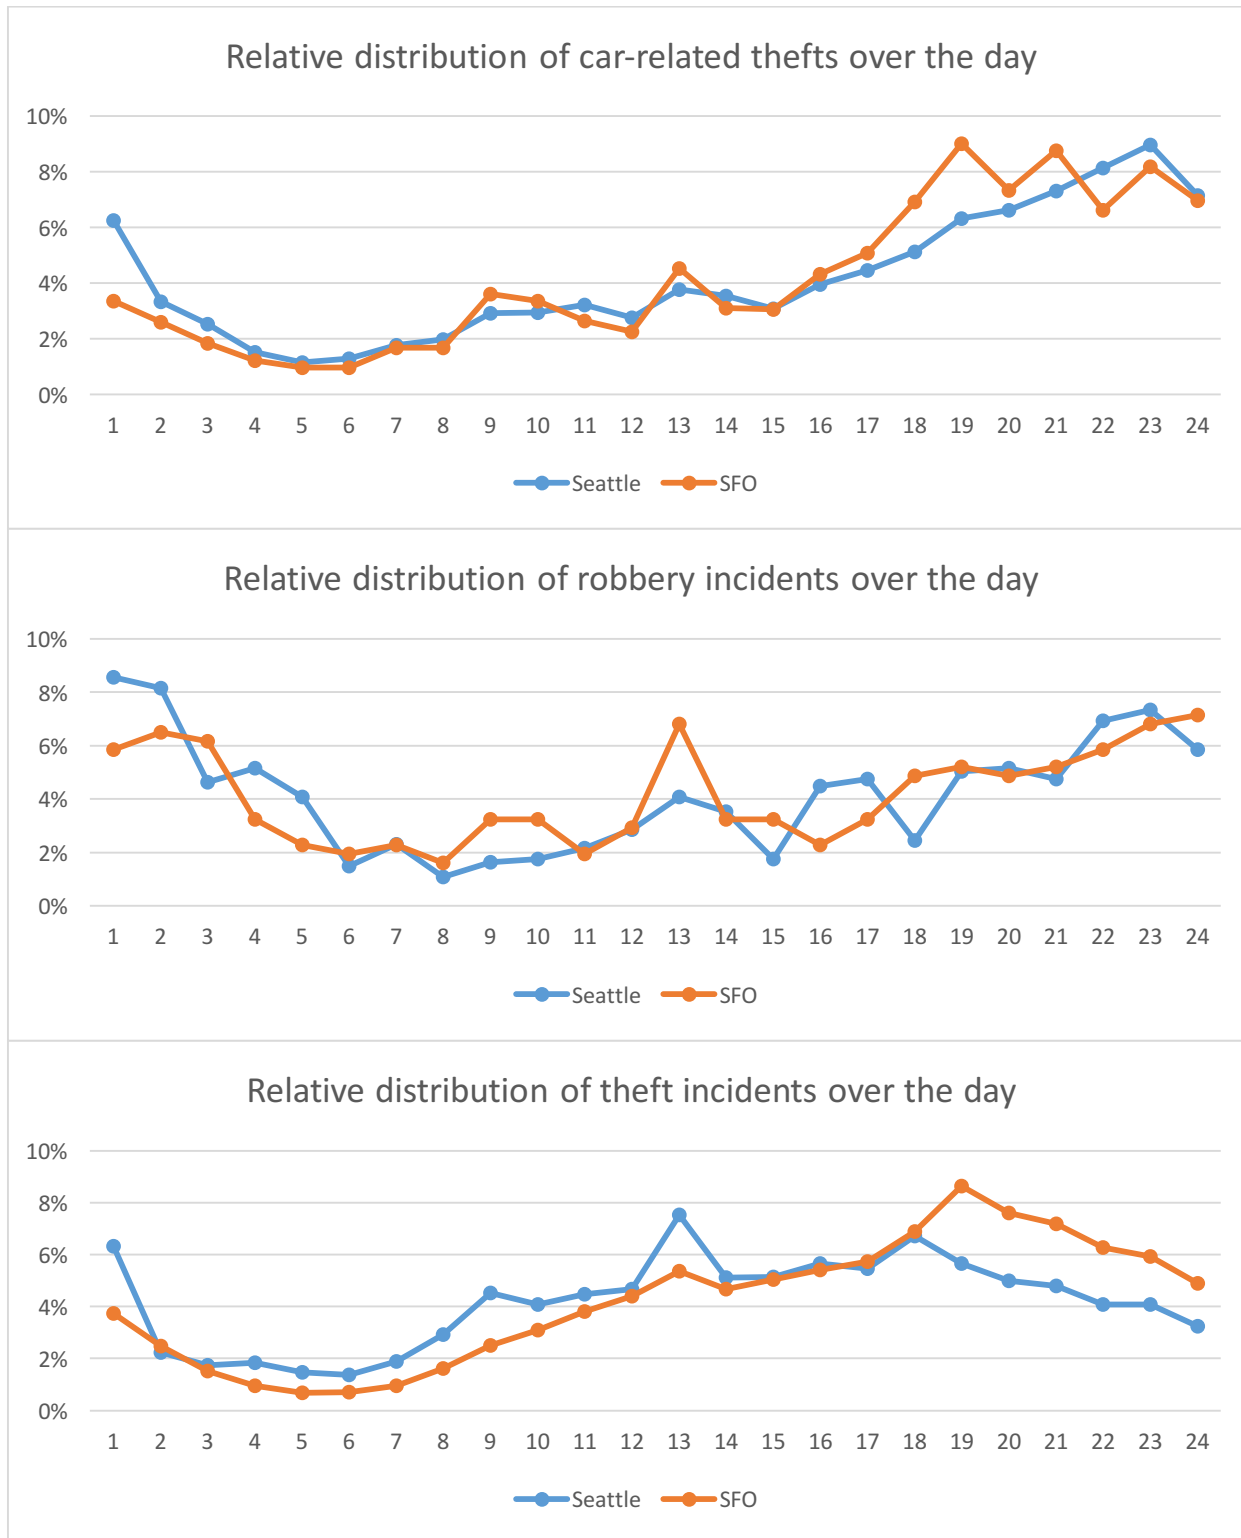 Relative distribution of car-related thefts over the day
10%
8%
6%
4%
2%
0%
1 2 3 4 5 6 7 8 9 10 11 12 13 14 15 16 17 18 19 20 21 22 23 24
Seattle SFO
Relative distribution of robbery incidents over the day
10%
8%
6%
4%
2%
0%
1 2 3 4 5 6 7 8 9 10 11 12 13 14 15 16 17 18 19 20 21 22 23 24
Seattle SFO
Relative distribution of theft incidents over the day
10%
8%
6%
4%
2%
0%
1 2 3 4 5 6 7 8 9 10 11 12 13 14 15 16 17 18 19 20 21 22 23 24
Seattle SFO